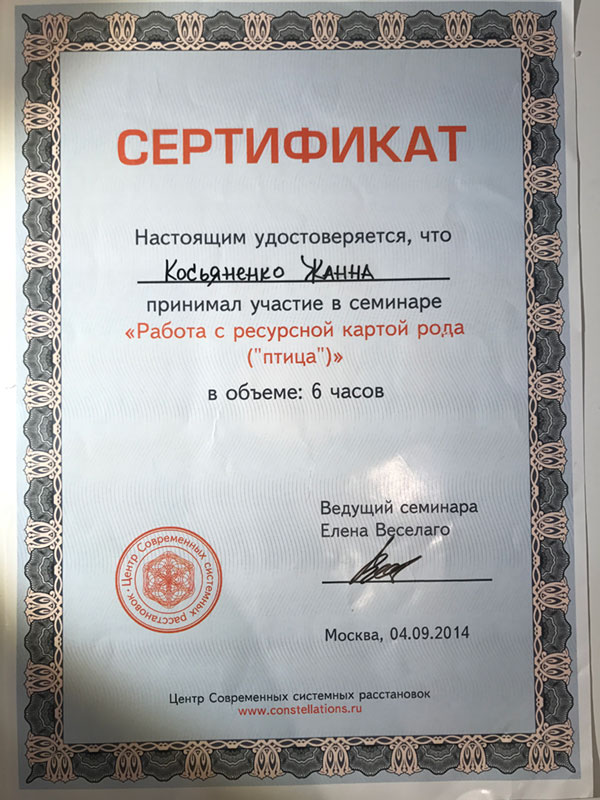 СЕРТИФИКАТ
Настоящим удостоверяется, что
Косьяненко Жанна
принимал участие в семинаре
«Работа с ресурсной картой рода
("птица")»
в объеме: 6 часов
Ведущий семинара
Елена Веселаго
Центр Современных системных расстановок
Москва, 04.09.2014
Центр Современных системных расстановок
www.constellations.ru